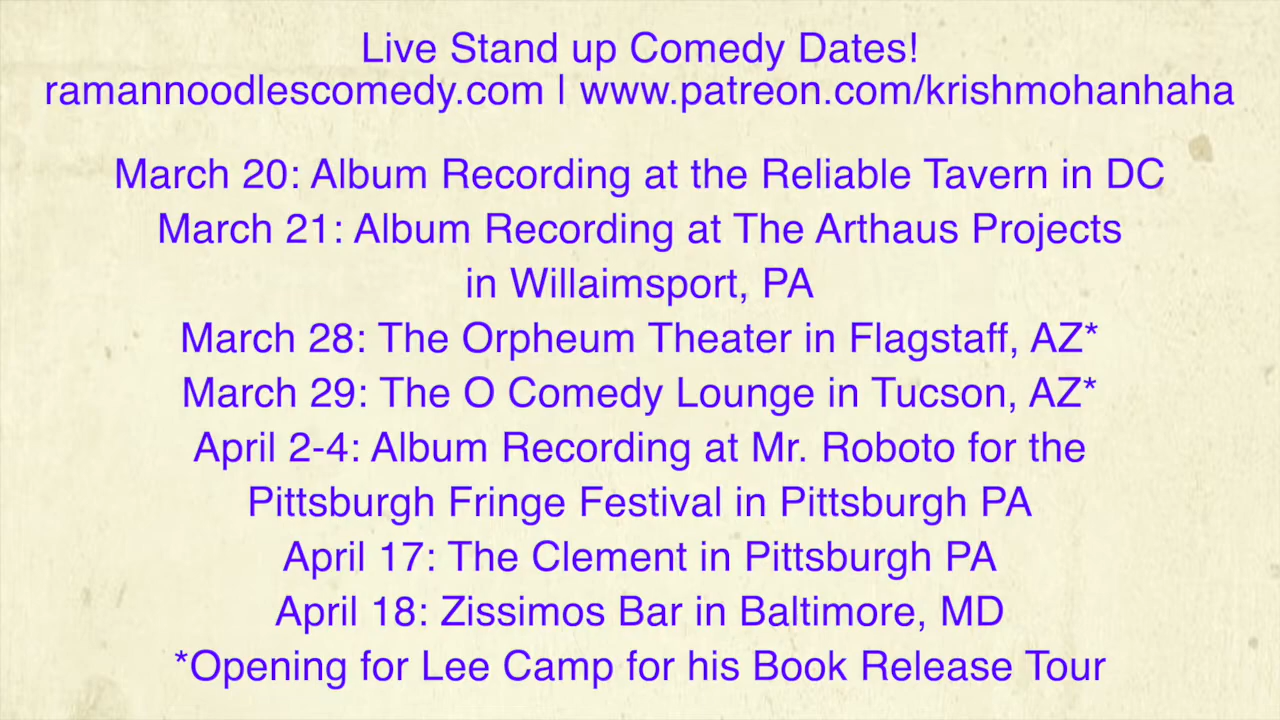 Live Stand up Comedy Dates!
ramannoodlescomedy.com | www.patreon.com/krishmohanhaha
March 20: Album Recording at the Reliable Tavern in DC
March 21: Album Recording at The Arthaus Projects
in Willaimsport, PA
March 28: The Orpheum Theater in Flagstaff, AZ*
March 29: The O Comedy Lounge in Tucson, AZ*
April 2-4: Album Recording at Mr. Roboto for the
Pittsburgh Fringe Festival in Pittsburgh PA
April 17: The Clement in Pittsburgh PA
April 18: Zissimos Bar in Baltimore, MD
*Opening for Lee Camp for his Book Release Tour